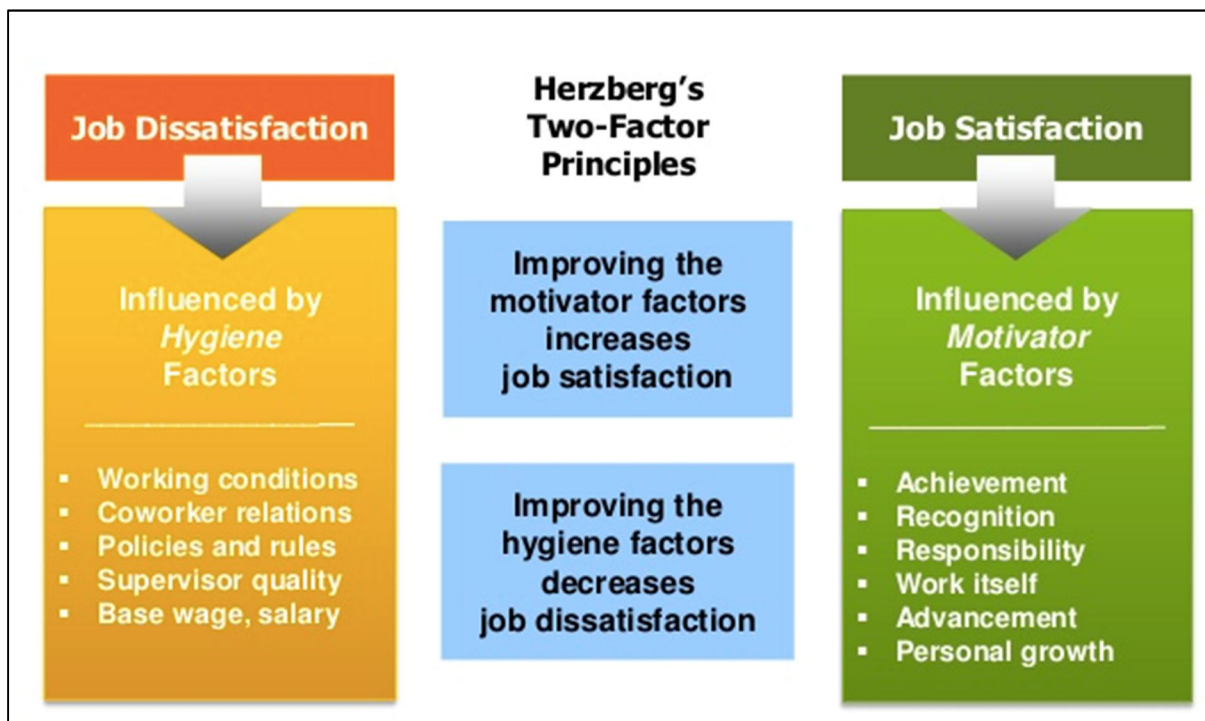 Job Dissatisfaction
Influenced by
Hygiene
Factors
▪ Working conditions
▪ Coworker relations
▪ Policies and rules
▪ Supervisor quality
▪ Base wage, salary
Herzberg’s
Two-Factor
Principles
Improving the
motivator factors
increases
job satisfaction
Improving the
hygiene factors
decreases
job dissatisfaction
Job Satisfaction
Influenced by
Motivator
Factors
▪ Achievement
▪ Recognition
▪ Responsibility
▪ Work itself
▪ Advancement
▪ Personal growth